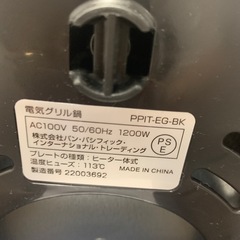 電気グリル鍋 PPIT-EG-BK
AC100V 50/60Hz 1200W
株式会社パン・パシフィック・
インターナショナル・トレーディング
PS
E
プレートの種類：ヒーター体式
温度ヒューズ：113℃
製造番号 22003692 MADE IN CHINA